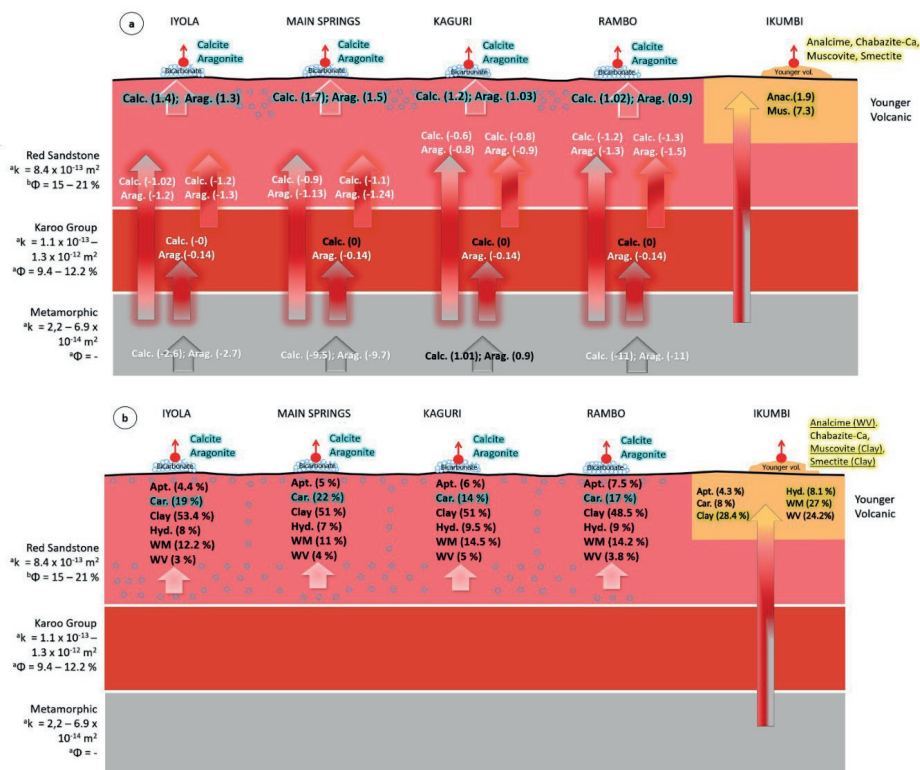 a
IYOLA
MAIN SPRINGS
KAGURI
RAMBO
IKUMBI
Calcite
Aragonite
Calcite
Aragonite
Calcite
Aragonite
Calcite
Aragonite
Analcime, Chabazite-Ca,
Muscovite, Smectite
Bicarbonate
Bicarbonate
Bicarbonate
Bicarbonate
Younger vol.
Calc. (1.4); Arag. (1.3)
Calc. (1.7); Arag. (1.5)
Calc. (1.2); Arag. (1.03)
Calc. (1.02); Arag. (0.9)
Anac.(1.9)
Mus. (7.3)
Younger
Volcanic
Red Sandstone
ᵃk = 8.4 x 10⁻¹³ m²
ᵇΦ = 15 – 21 %
Calc. (-1.02)
Arag. (-1.2)
Calc. (-1.2)
Arag. (-1.3)
Calc. (-0.9)
Arag. (-1.13)
Calc. (-1.1)
Arag. (-1.24)
Calc. (-0.6)
Arag. (-0.8)
Calc. (-0.8)
Arag. (-0.9)
Calc. (-1.2)
Arag. (-1.3)
Calc. (-1.3)
Arag. (-1.5)
Karoo Group
ᵃk = 1.1 x 10⁻¹³ –
1.3 x 10⁻¹² m²
ᵃΦ = 9.4 – 12.2 %
Calc. (-0)
Arag. (-0.14)
Calc. (0)
Arag. (-0.14)
Calc. (0)
Arag. (-0.14)
Calc. (0)
Arag. (-0.14)
Metamorphic
ᵃk = 2,2 – 6.9 x
10⁻¹⁴ m²
ᵃΦ = -
Calc. (-2.6); Arag. (-2.7)
Calc. (-9.5); Arag. (-9.7)
Calc. (1.01); Arag. (0.9)
Calc. (-11); Arag. (-11)
b
IYOLA
MAIN SPRINGS
KAGURI
RAMBO
IKUMBI
Calcite
Aragonite
Calcite
Aragonite
Calcite
Aragonite
Calcite
Aragonite
Analcime (WV).
Chabazite-Ca,
Muscovite (Clay),
Smectite (Clay)
Bicarbonate
Bicarbonate
Bicarbonate
Bicarbonate
Younger vol.
Apt. (4.4 %)
Car. (19 %)
Clay (53.4 %)
Hyd. (8 %)
WM (12.2 %)
WV (3 %)
Apt. (5 %)
Car. (22 %)
Clay (51 %)
Hyd. (7 %)
WM (11 %)
WV (4 %)
Apt. (6 %)
Car. (14 %)
Clay (51 %)
Hyd. (9.5 %)
WM (14.5 %)
WV (5 %)
Apt. (7.5 %)
Car. (17 %)
Clay (48.5 %)
Hyd. (9 %)
WM (14.2 %)
WV (3.8 %)
Apt. (4.3 %)
Car. (8 %)
Clay (28.4 %)
Hyd. (8.1 %)
WM (27 %)
WV (24.2%)
Younger
Volcanic
Red Sandstone
ᵃk = 8.4 x 10⁻¹³ m²
ᵇΦ = 15 – 21 %
Karoo Group
ᵃk = 1.1 x 10⁻¹³ –
1.3 x 10⁻¹² m²
ᵃΦ = 9.4 – 12.2 %
Metamorphic
ᵃk = 2,2 – 6.9 x
10⁻¹⁴ m²
ᵃΦ = -